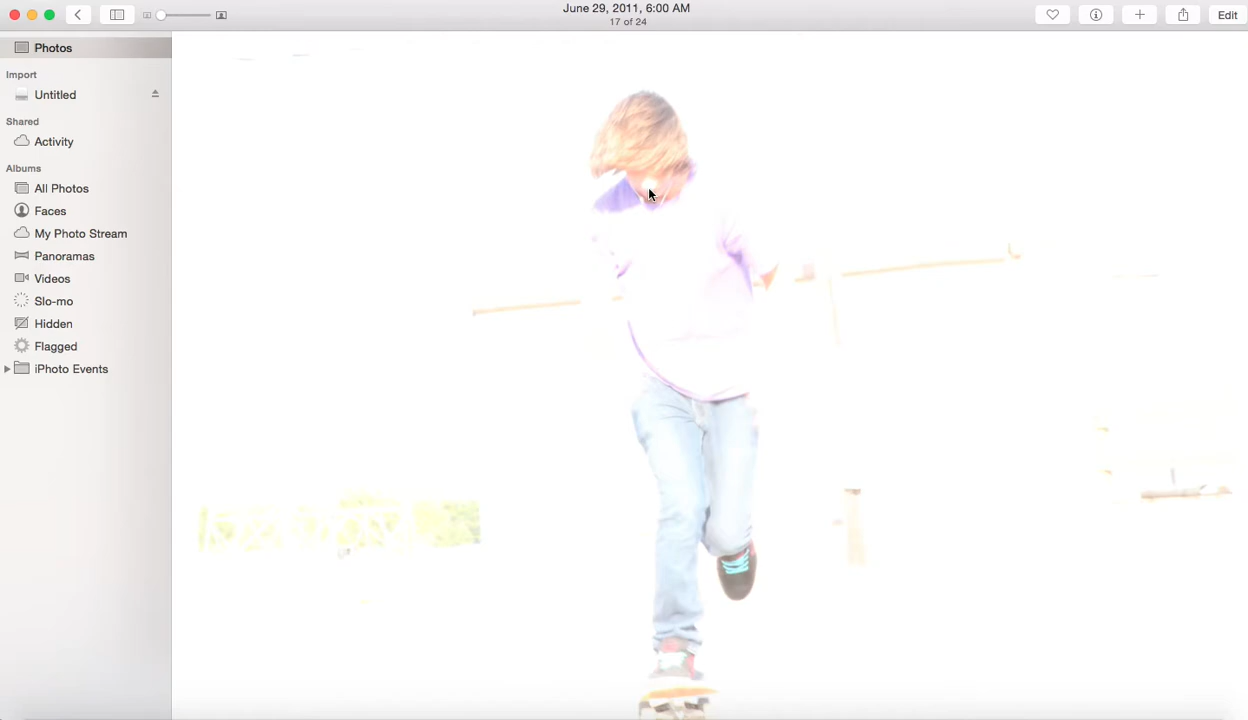 June 29, 2011, 6:00 AM
17 of 24
Edit
Photos
Import
Untitled
Shared
Activity
Albums
All Photos
Faces
My Photo Stream
Panoramas
Videos
Slo-mo
Hidden
Flagged
iPhoto Events